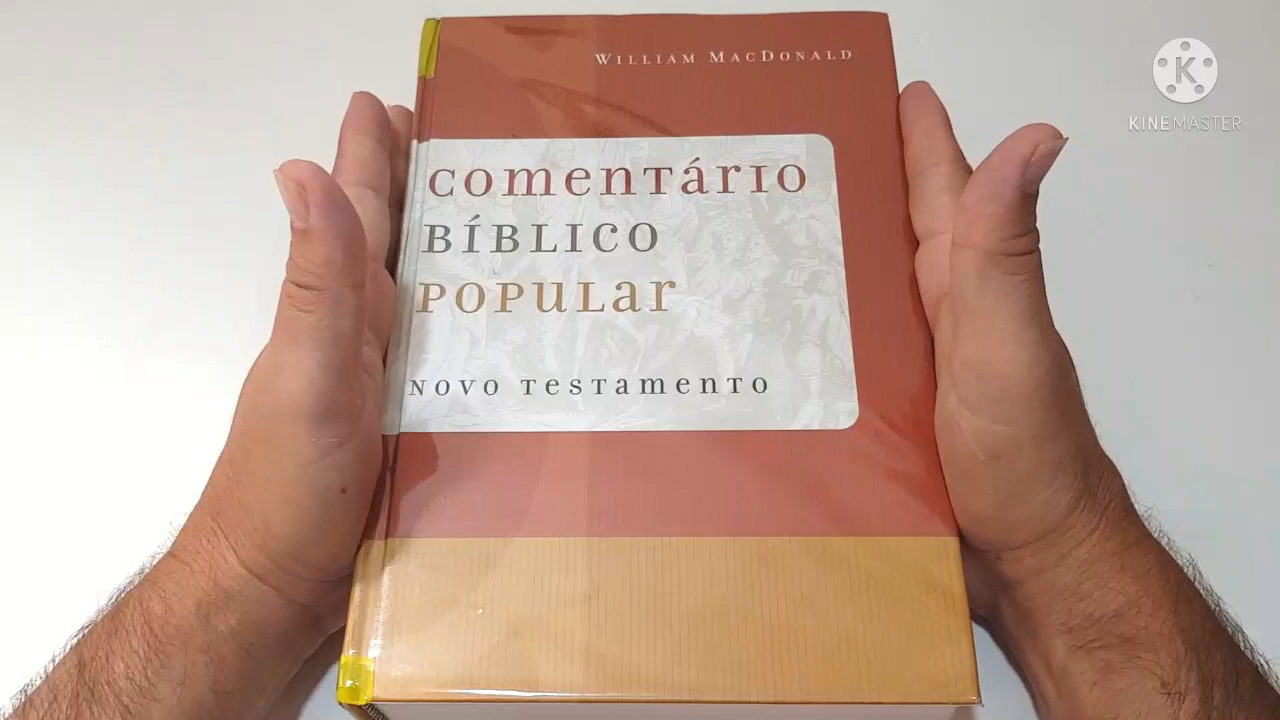 WILLIAM MACDONALD
comentário
BÍBLICO
POPULAR
NOVO TESTAMENTO
K
KINEMASTER